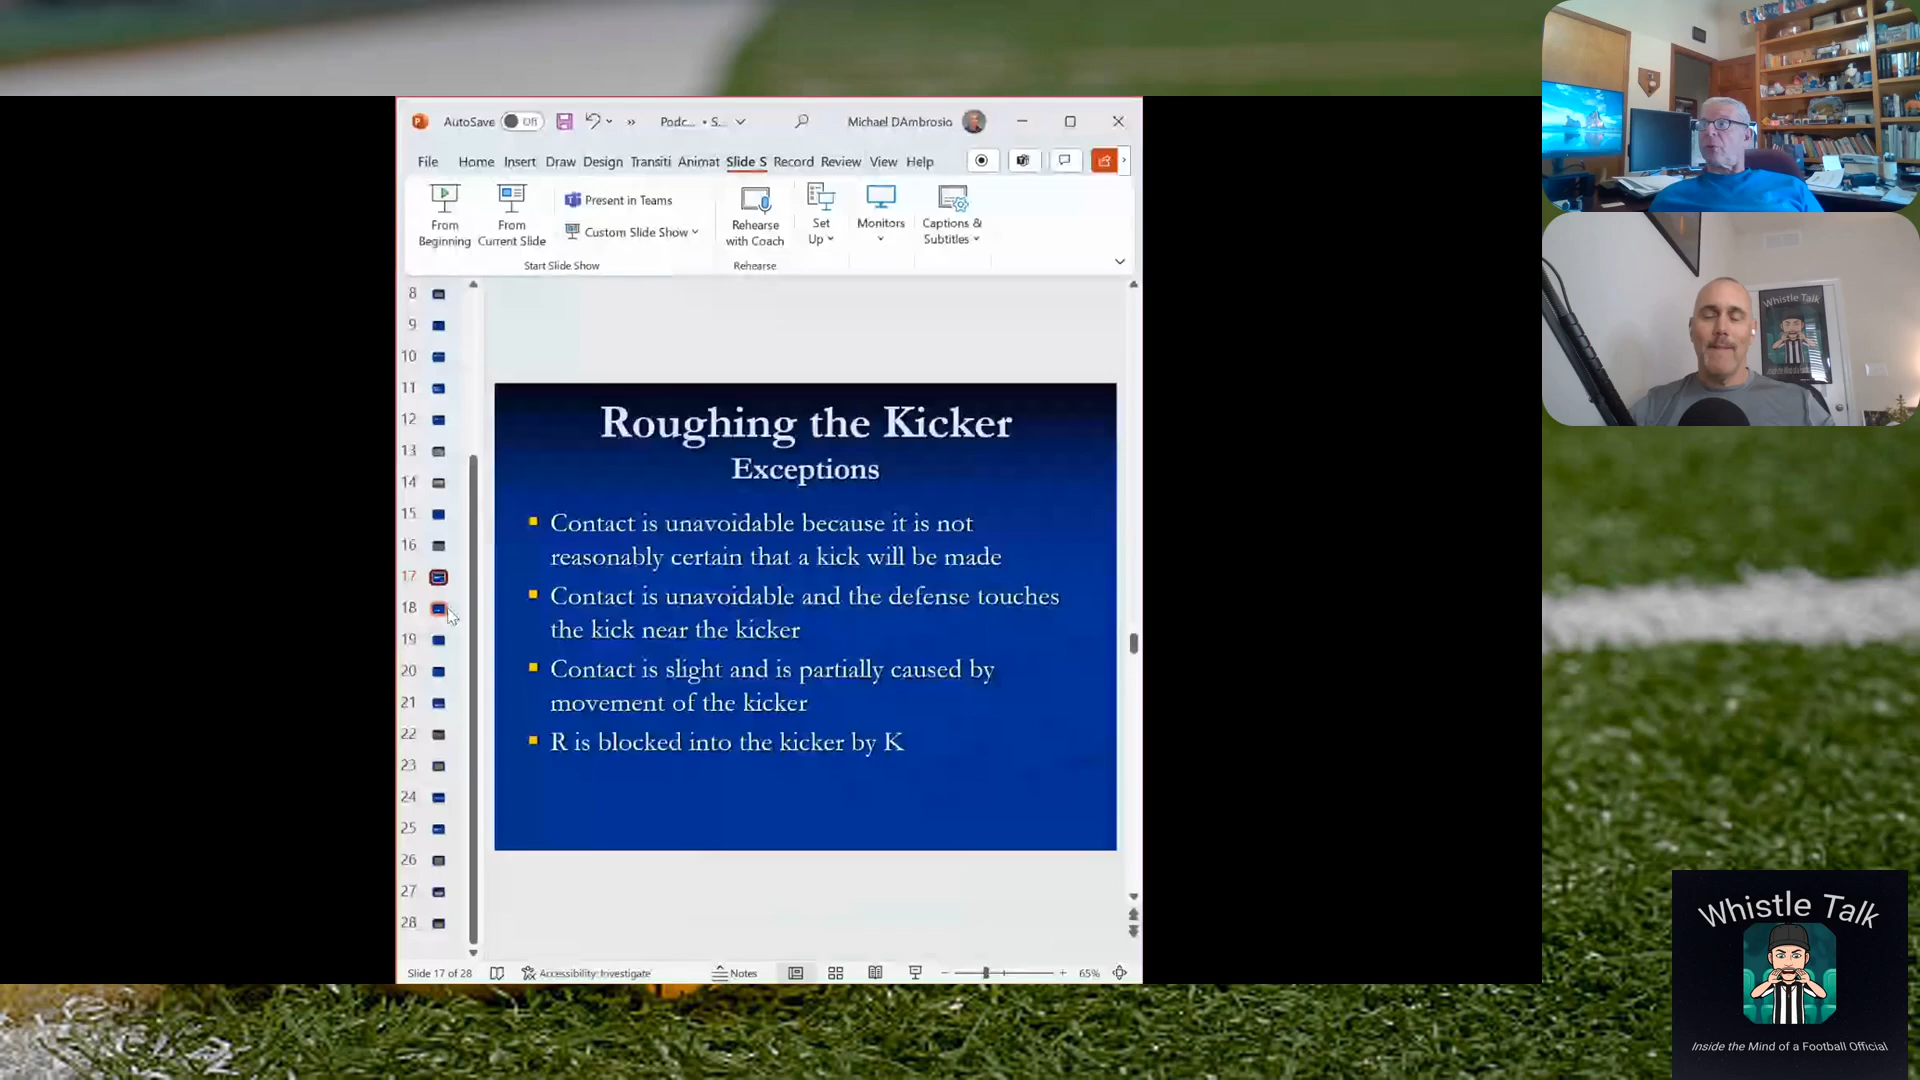 AutoSave
Off
Podc... • S...
Michael DAmbrosio
File Home Insert Draw Design Transiti Animat Slide S Record Review View Help
From Beginning
From Current Slide
Present in Teams
Custom Slide Show
Start Slide Show
Rehearse with Coach
Rehearse
Set Up
Monitors
Captions & Subtitles
8
9
10
11
12
13
14
15
16
17
18
19
20
21
22
23
24
25
26
27
28
Roughing the Kicker
Exceptions
Contact is unavoidable because it is not
reasonably certain that a kick will be made
Contact is unavoidable and the defense touches
the kick near the kicker
Contact is slight and is partially caused by
movement of the kicker
R is blocked into the kicker by K
Slide 17 of 28
Accessibility: Investigate
Notes
65%
Whistle Talk
Whistle Talk
Inside the Mind of a Football Official